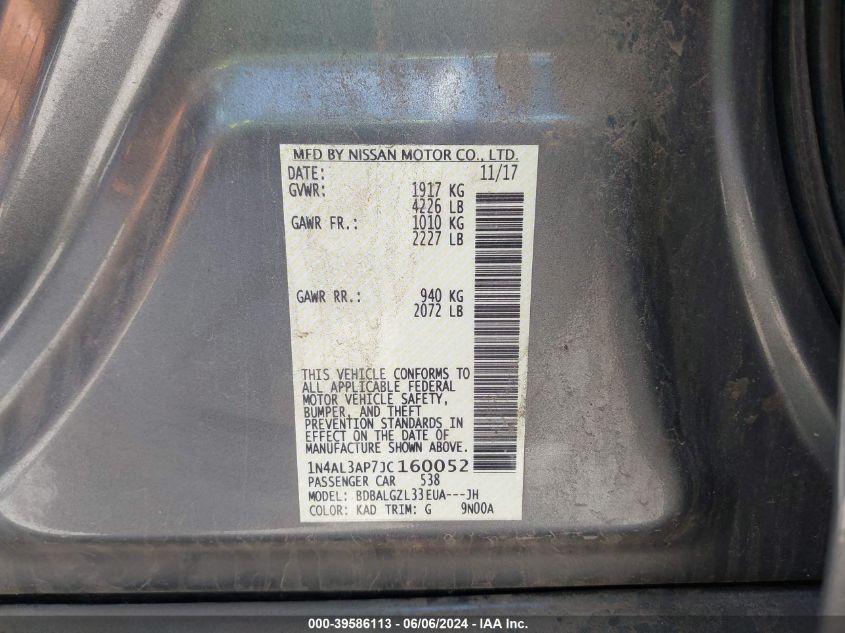 MFD BY NISSAN MOTOR CO., LTD.
DATE: 11/17
GVWR: 1917 KG
4226 LB
GAWR FR.: 1010 KG
2227 LB
GAWR RR.: 940 KG
2072 LB
THIS VEHICLE CONFORMS TO
ALL APPLICABLE FEDERAL
MOTOR VEHICLE SAFETY,
BUMPER, AND THEFT
PREVENTION STANDARDS IN
EFFECT ON THE DATE OF
MANUFACTURE SHOWN ABOVE.
1N4AL3AP7JC160052
PASSENGER CAR 538
MODEL: BDBALGZL33EUA---JH
COLOR: KAD TRIM: G 9N00A
000-39586113 - 06/06/2024 - IAAI.com